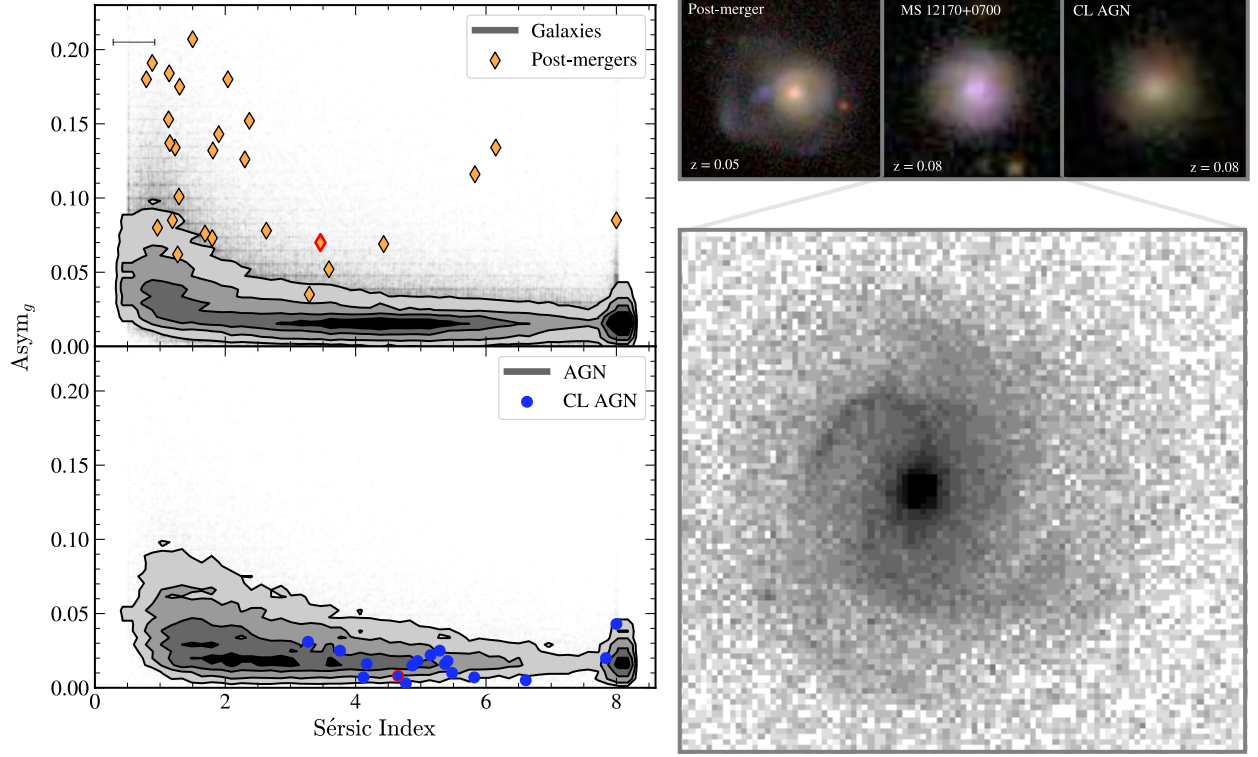 Galaxies
Post-mergers
0.20
0.15
0.10
0.05
0.00
Asym_g
AGN
CL AGN
0.20
0.15
0.10
0.05
0.00
0
2
4
6
8
Sérsic Index
Post-merger
z = 0.05
MS 12170+0700
z = 0.08
CL AGN
z = 0.08